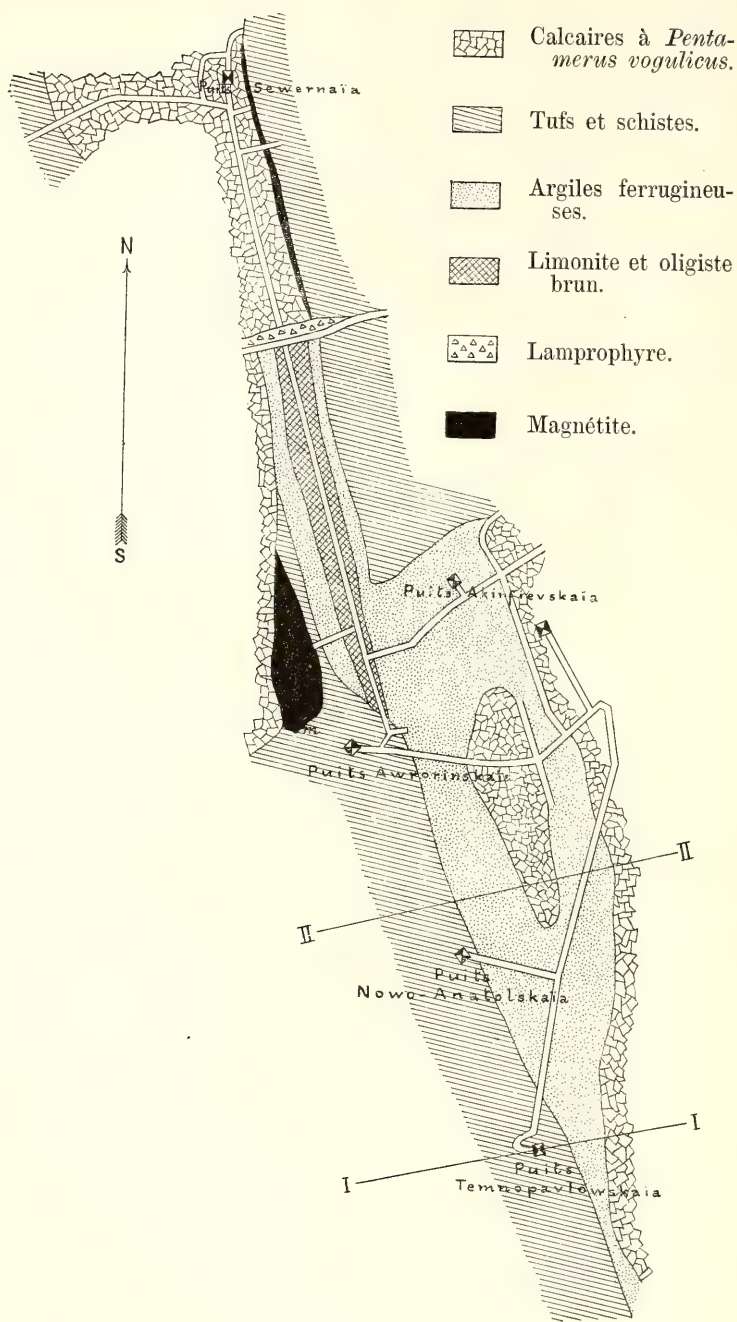 Calcaires à Penta-
merus vogulicus.
Tufs et schistes.
Argiles ferrugineu-
ses.
Limonite et oligiste
brun.
Lamprophyre.
Magnétite.
Puits Sewernaïa
N
S
Puits Akinfievskaïa
m
Puits Awrorinskaïa
II
II
Puits
Nowo-Anatolskaïa
I
I
Puits
Temnopavlowskaia